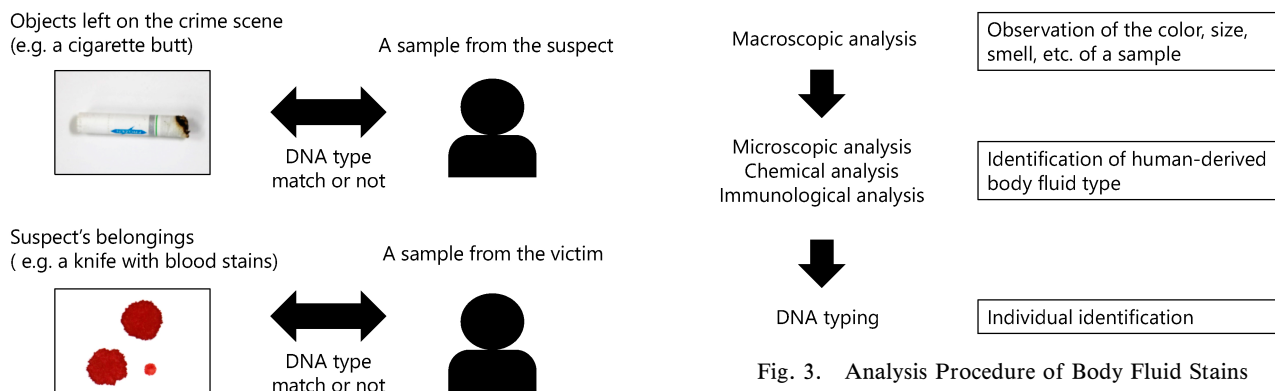 Objects left on the crime scene
(e.g. a cigarette butt)
A sample from the suspect
DNA type
match or not
Suspect's belongings
( e.g. a knife with blood stains)
A sample from the victim
DNA type
match or not
Macroscopic analysis
Observation of the color, size,
smell, etc. of a sample
Microscopic analysis
Chemical analysis
Immunological analysis
Identification of human-derived
body fluid type
DNA typing
Individual identification
Fig. 3. Analysis Procedure of Body Fluid Stains